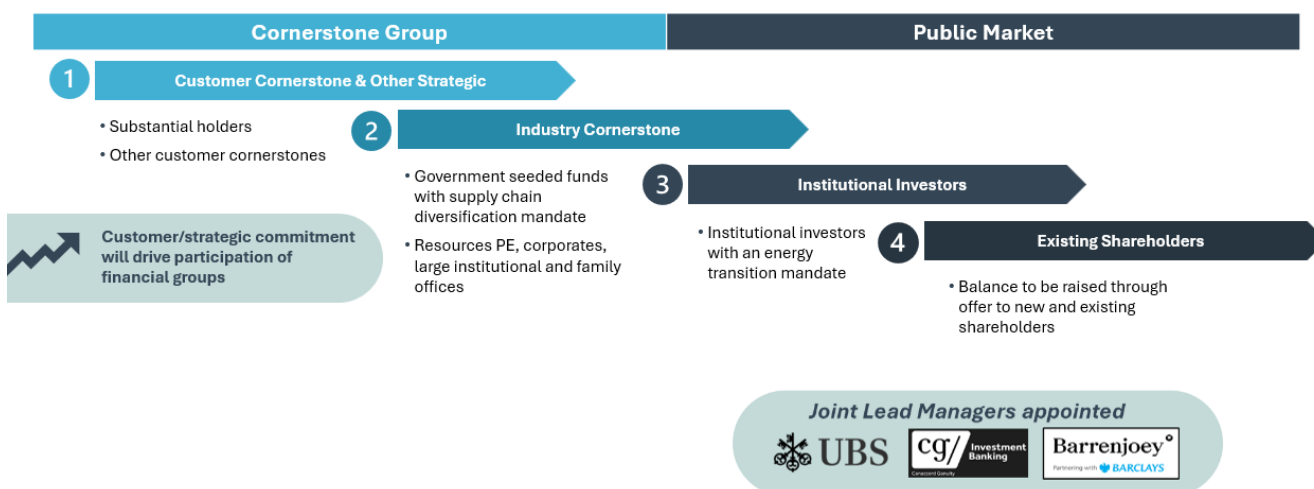 Cornerstone Group
Public Market
1
Customer Cornerstone & Other Strategic
• Substantial holders
• Other customer cornerstones
2
Industry Cornerstone
• Government seeded funds
with supply chain
diversification mandate
• Resources PE, corporates,
large institutional and family
offices
3
Institutional Investors
• Institutional investors
with an energy
transition mandate
4
Existing Shareholders
• Balance to be raised through
offer to new and existing
shareholders
Customer/strategic commitment
will drive participation of
financial groups
Joint Lead Managers appointed
UBS
cg/ Investment
Banking
Canaccord Genuity
Barrenjoey°
Partnering with BARCLAYS